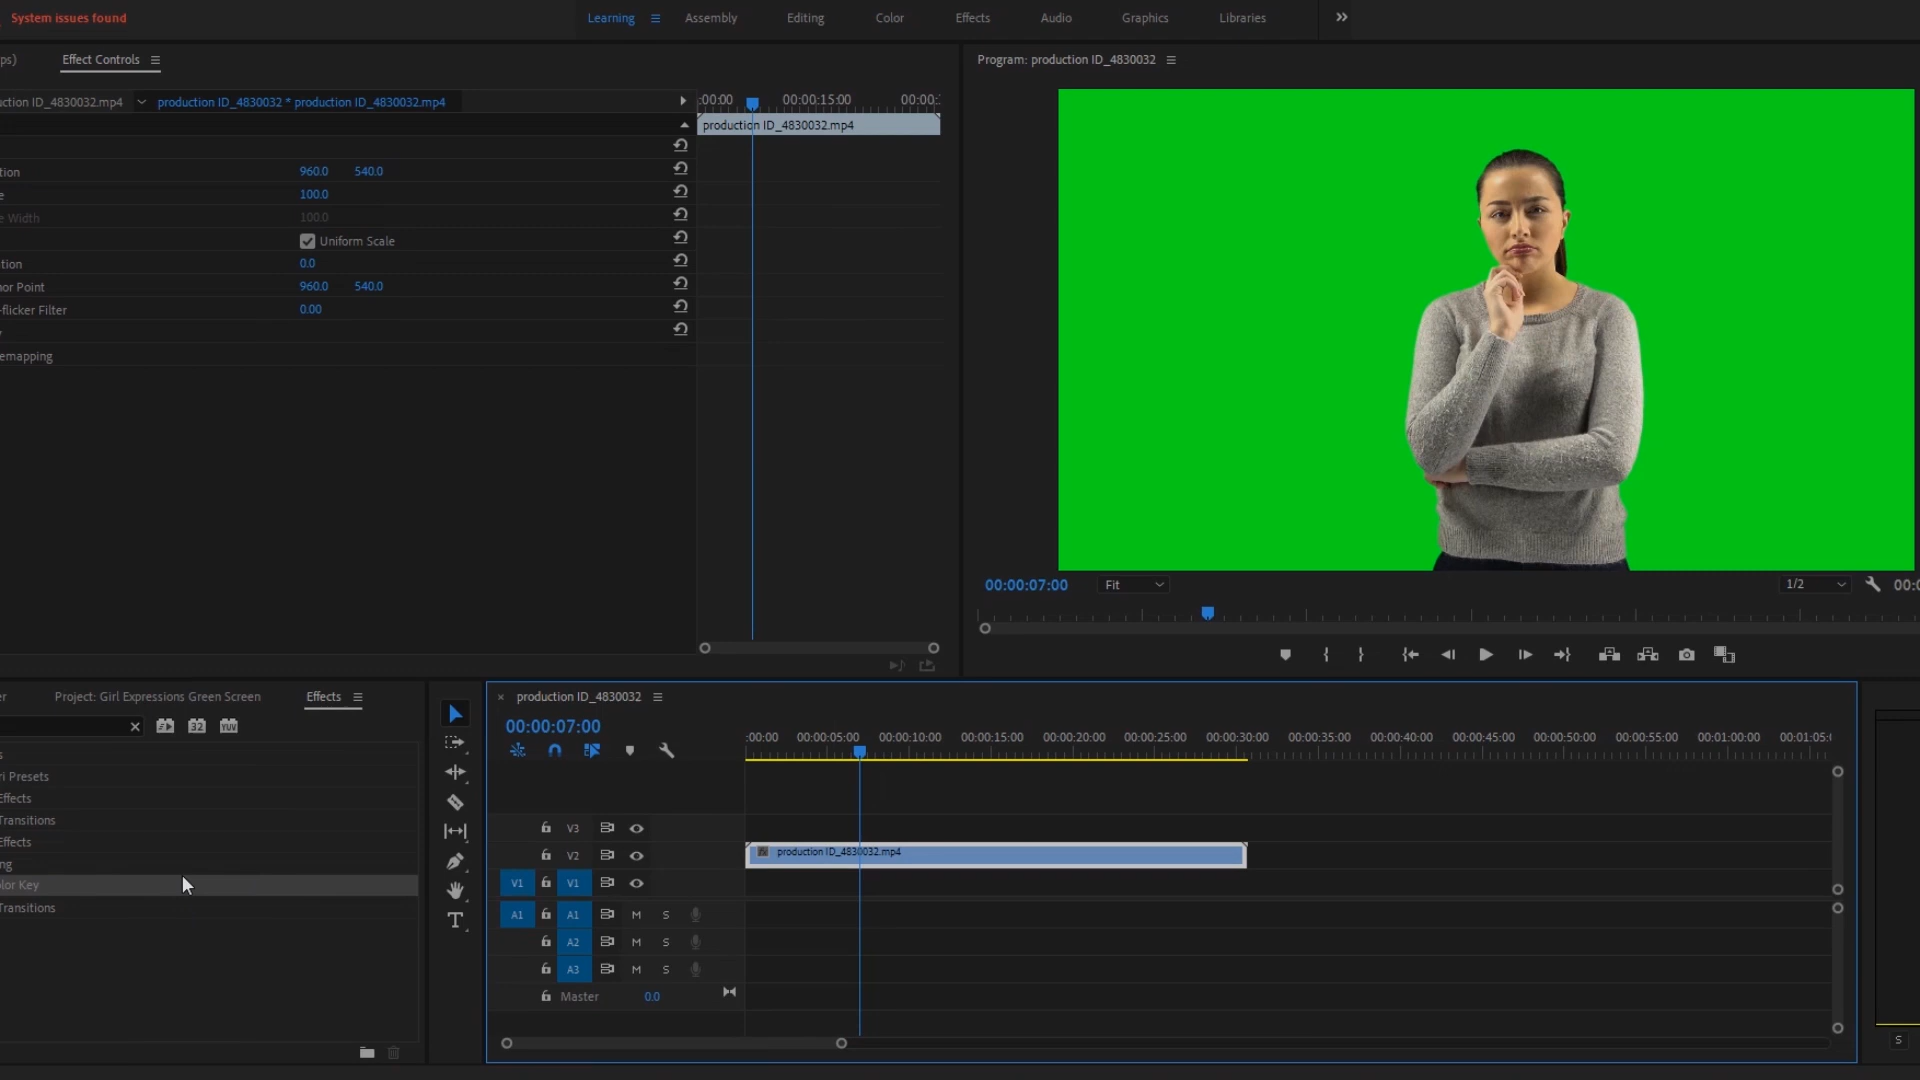 System issues found
Learning Assembly Editing Color Effects Audio Graphics Libraries
ps) Effect Controls
ction ID_4830032.mp4 production ID_4830032 * production ID_4830032.mp4
:00:00 00:00:15:00 00:00:
production ID_4830032.mp4
tion 960.0 540.0
e 100.0
e Width 100.0
Uniform Scale
tion 0.0
or Point 960.0 540.0
-flicker Filter 0.00
y
emapping
Program: production ID_4830032
00:00:07:00 Fit 1/2 00:0
er Project: Girl Expressions Green Screen Effects
32 YUV
s
ri Presets
Effects
Transitions
Effects
ng
lor Key
Transitions
production ID_4830032
00:00:07:00
:00:00 00:00:05:00 00:00:10:00 00:00:15:00 00:00:20:00 00:00:25:00 00:00:30:00 00:00:35:00 00:00:40:00 00:00:45:00 00:00:50:00 00:00:55:00 00:01:00:00 00:01:05:
V3
V2 production ID_4830032.mp4
V1 V1
A1 A1 M S
A2 M S
A3 M S
Master 0.0
S